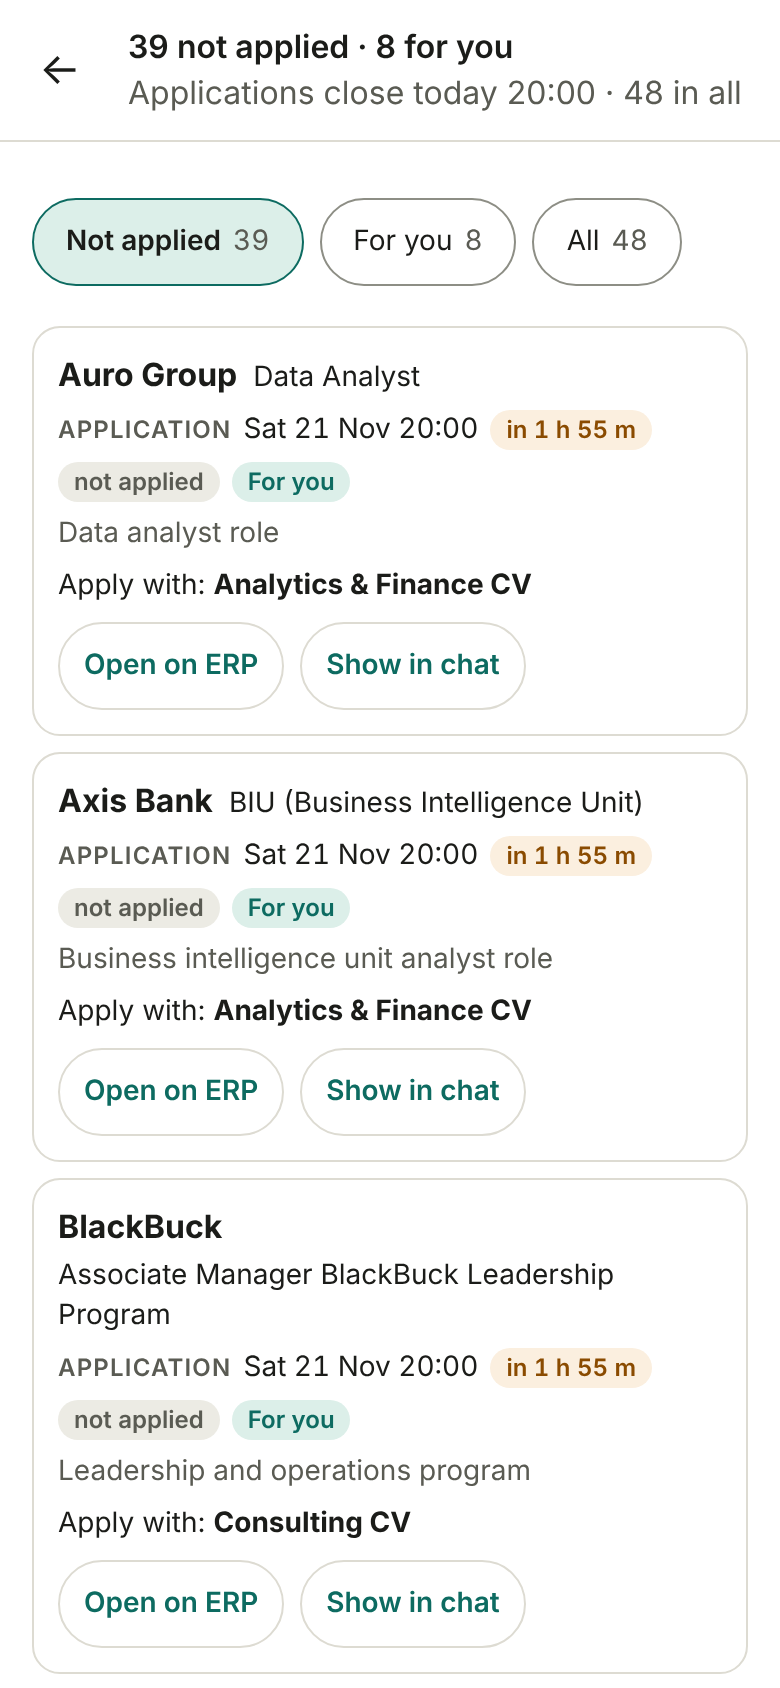 39 not applied · 8 for you
Applications close today 20:00 · 48 in all
Not applied 39 For you 8 All 48
Auro Group Data Analyst
APPLICATION Sat 21 Nov 20:00 in 1 h 55 m
not applied For you
Data analyst role
Apply with: Analytics & Finance CV
Open on ERP Show in chat
Axis Bank BIU (Business Intelligence Unit)
APPLICATION Sat 21 Nov 20:00 in 1 h 55 m
not applied For you
Business intelligence unit analyst role
Apply with: Analytics & Finance CV
Open on ERP Show in chat
BlackBuck
Associate Manager BlackBuck Leadership
Program
APPLICATION Sat 21 Nov 20:00 in 1 h 55 m
not applied For you
Leadership and operations program
Apply with: Consulting CV
Open on ERP Show in chat